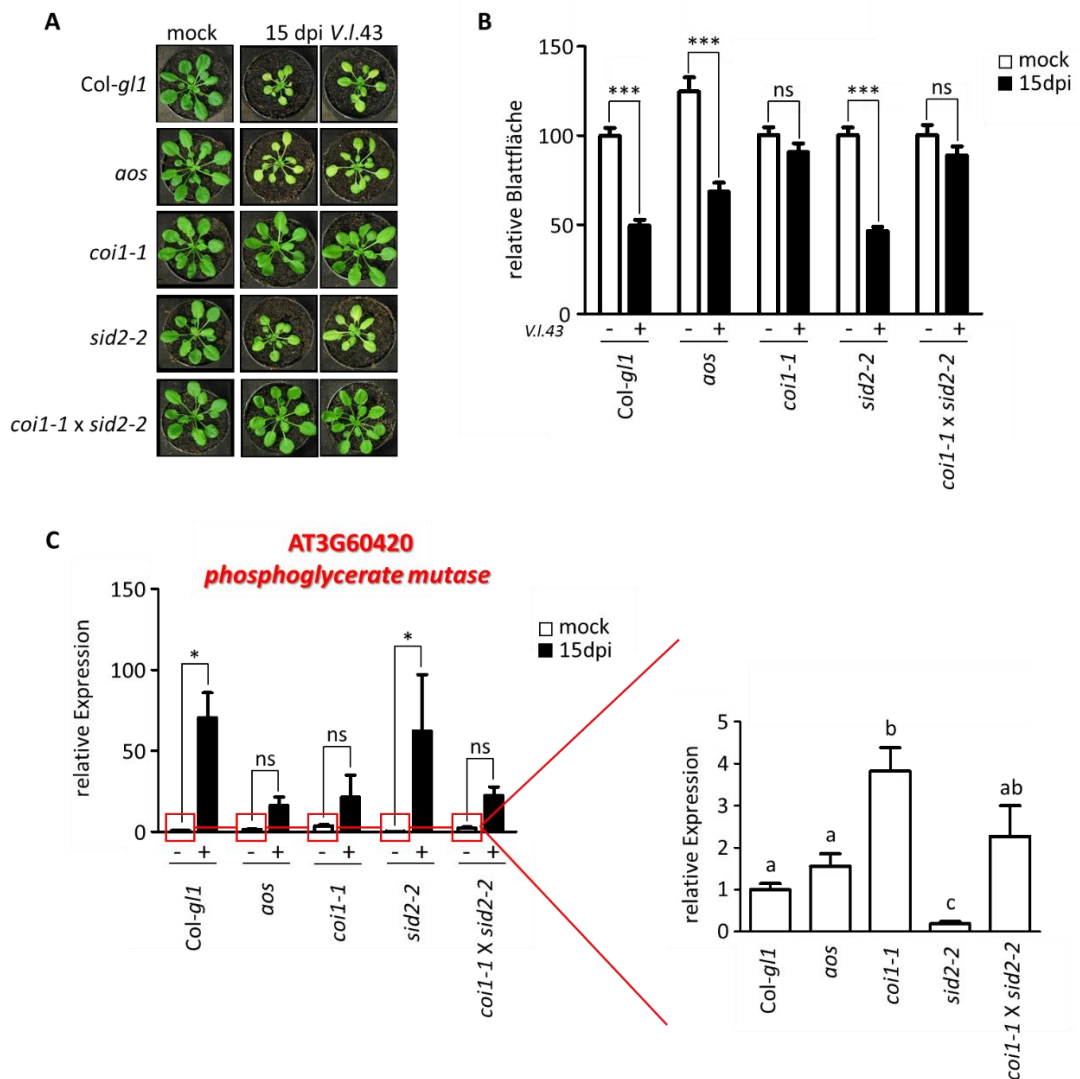 A
mock 15 dpi V.l.43
Col-gl1
aos
coi1-1
sid2-2
coi1-1 x sid2-2
B
relative Blattfläche
150
100
50
0
*** *** ns *** ns
mock
15dpi
V.l.43 - + - + - + - + - +
Col-gl1
aos
coi1-1
sid2-2
coi1-1 x sid2-2
C
AT3G60420
phosphoglycerate mutase
relative Expression
150
100
50
0
* ns ns * ns
mock
15dpi
- + - + - + - + - +
Col-gl1
aos
coi1-1
sid2-2
coi1-1 X sid2-2
relative Expression
5
4
3
2
1
0
a a b c ab
Col-gl1
aos
coi1-1
sid2-2
coi1-1 X sid2-2